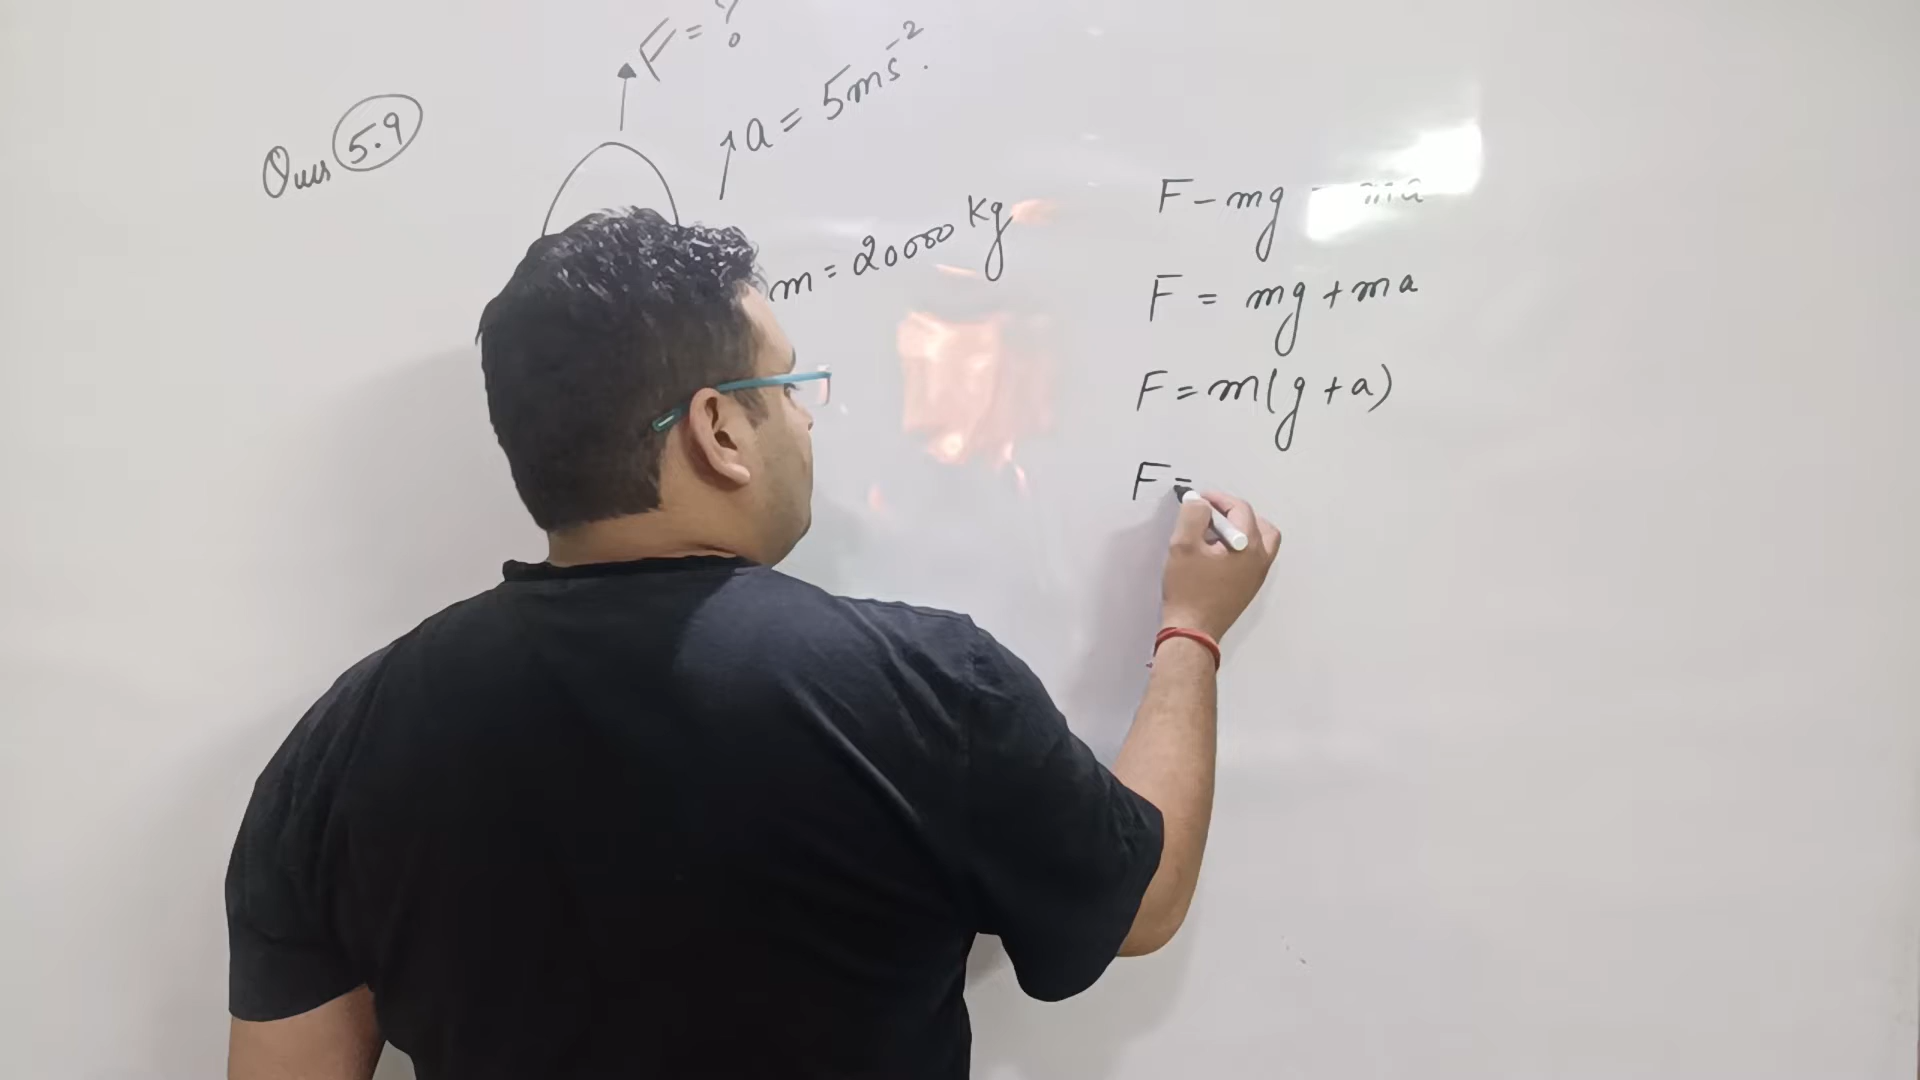 Ques 5.9
F = ?
a = 5ms⁻².
m = 20000 kg
F - mg = ma
F = mg + ma
F = m(g + a)
F =